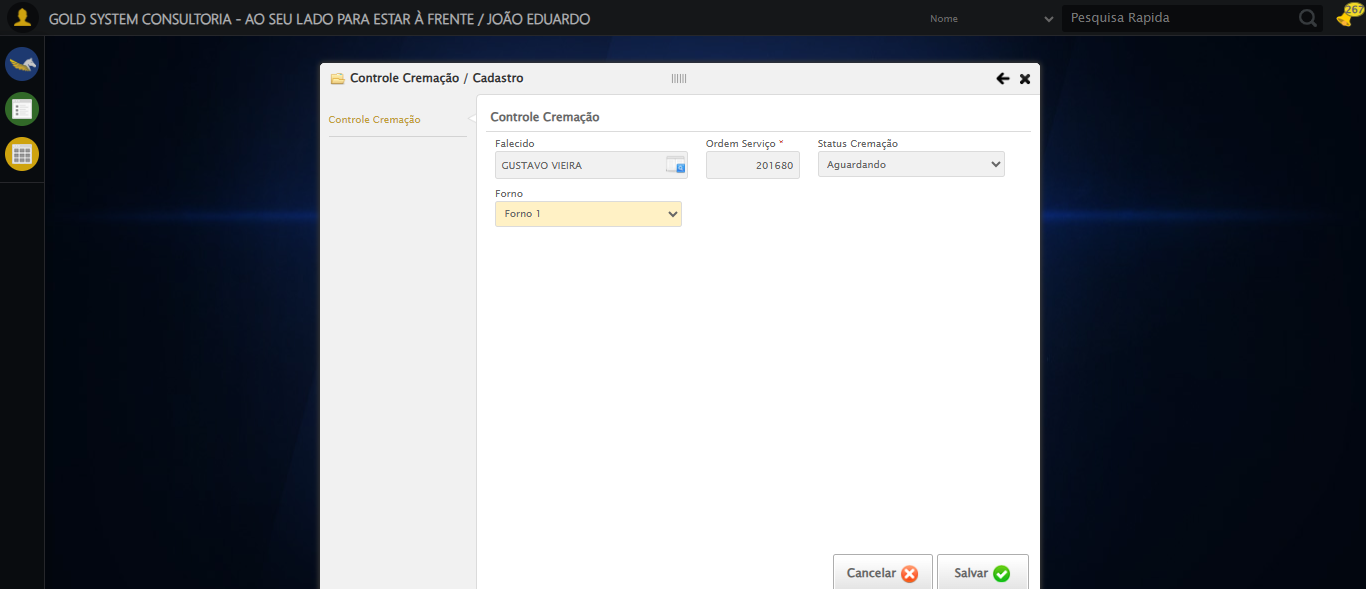 GOLD SYSTEM CONSULTORIA - AO SEU LADO PARA ESTAR À FRENTE / JOÃO EDUARDO
Nome
Pesquisa Rapida
267
Controle Cremação / Cadastro
Controle Cremação
Controle Cremação
Falecido
Ordem Serviço *
Status Cremação
GUSTAVO VIEIRA
201680
Aguardando
Forno
Forno 1
Cancelar
Salvar